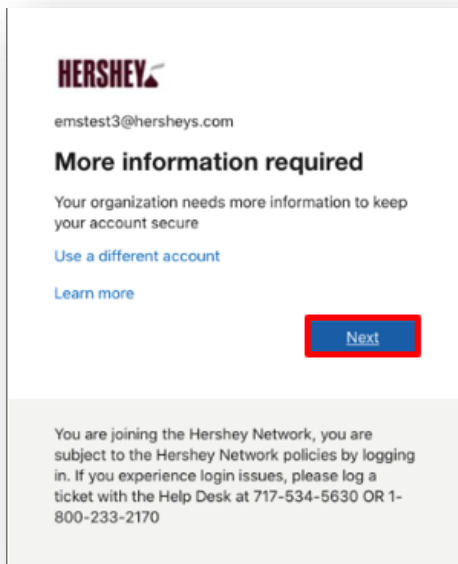 HERSHEY
emstest3@hersheys.com
More information required
Your organization needs more information to keep
your account secure
Use a different account
Learn more
Next
You are joining the Hershey Network, you are
subject to the Hershey Network policies by logging
in. If you experience login issues, please log a
ticket with the Help Desk at 717-534-5630 OR 1-
800-233-2170